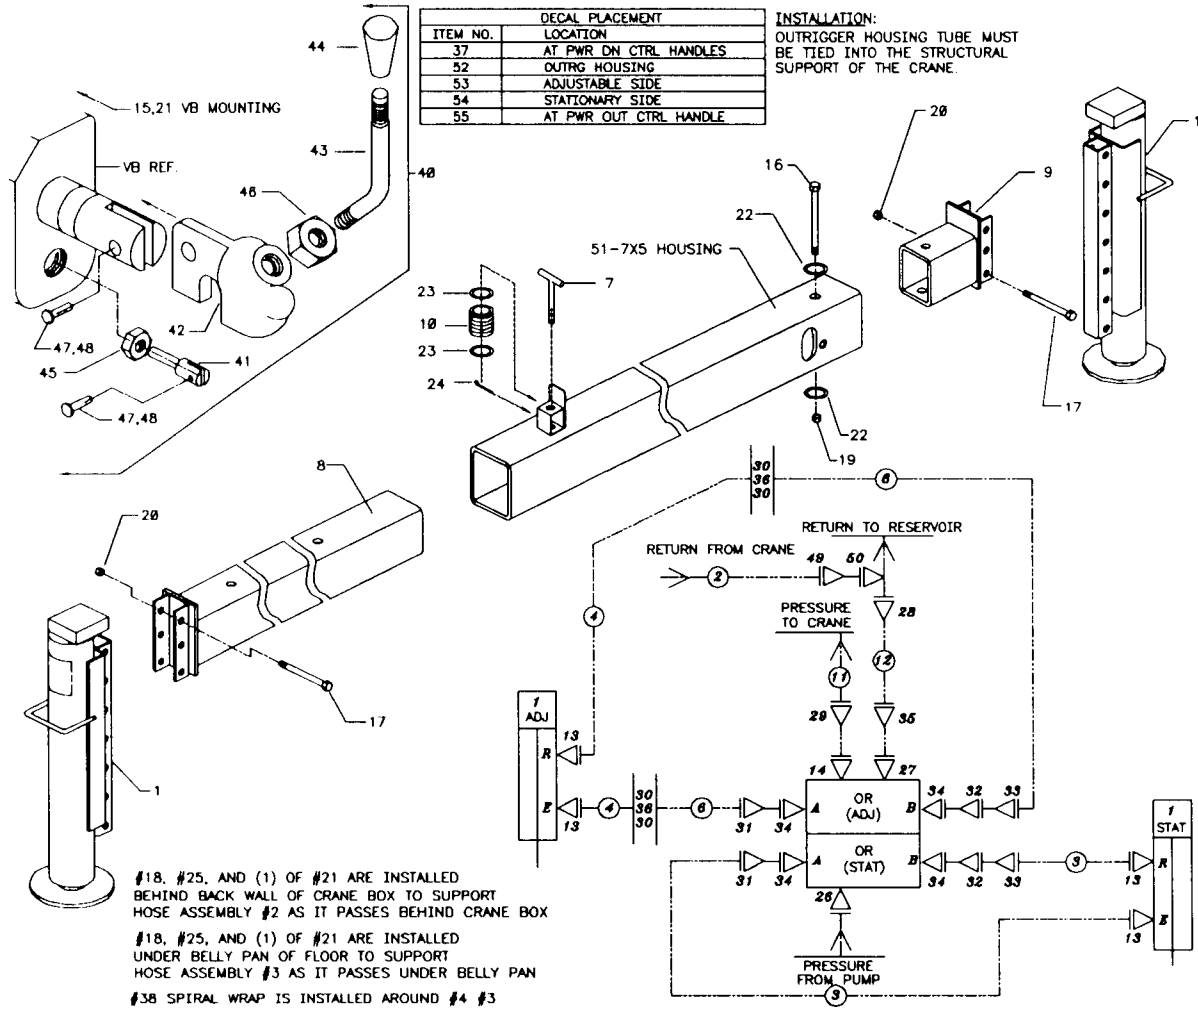 DECAL PLACEMENT
ITEM NO. LOCATION
37 AT PWR DN CTRL HANDLES
52 OUTRG HOUSING
53 ADJUSTABLE SIDE
54 STATIONARY SIDE
55 AT PWR OUT CTRL HANDLE
INSTALLATION:
OUTRIGGER HOUSING TUBE MUST
BE TIED INTO THE STRUCTURAL
SUPPORT OF THE CRANE.
44
15,21 VB MOUNTING
VB REF.
43
40
46
42
47,48
45
41
47,48
16
22
51-7X5 HOUSING
23
10
23
24
7
22
19
20
9
1
17
8
20
17
1
30
36
30
6
RETURN TO RESERVOIR
RETURN FROM CRANE
2
49
50
28
PRESSURE
TO CRANE
4
11
12
29
35
1
ADJ
R
13
E
13
4
30
36
30
6
31
34
14
27
A
OR
(ADJ)
B
34
32
33
A
OR
(STAT)
B
31
34
34
32
33
3
13
1
STAT
R
E
13
26
PRESSURE
FROM PUMP
3
#18, #25, AND (1) OF #21 ARE INSTALLED
BEHIND BACK WALL OF CRANE BOX TO SUPPORT
HOSE ASSEMBLY #2 AS IT PASSES BEHIND CRANE BOX
#18, #25, AND (1) OF #21 ARE INSTALLED
UNDER BELLY PAN OF FLOOR TO SUPPORT
HOSE ASSEMBLY #3 AS IT PASSES UNDER BELLY PAN
#38 SPIRAL WRAP IS INSTALLED AROUND #4 #3